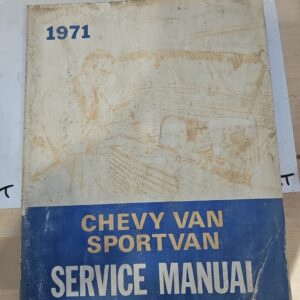 1971
CHEVY VAN
SPORTVAN
SERVICE MANUAL